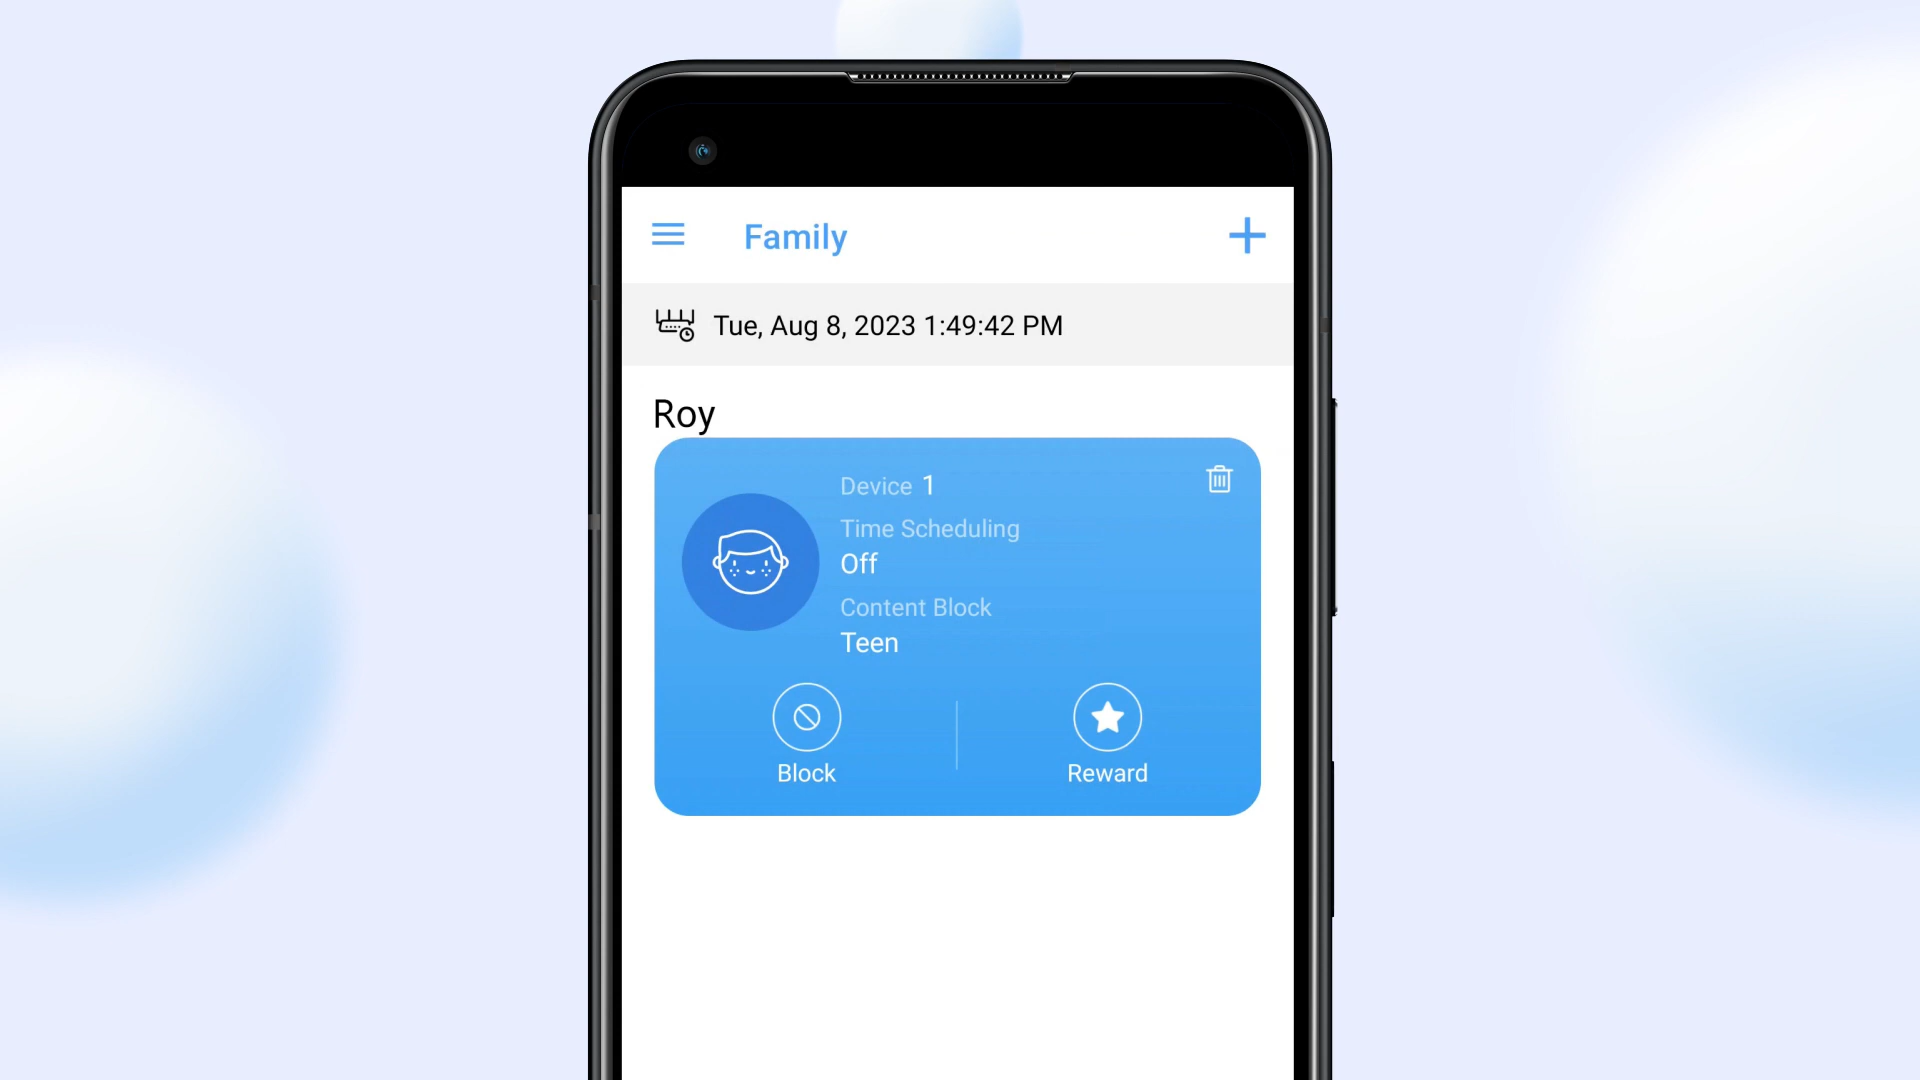 Family
Tue, Aug 8, 2023 1:49:42 PM
Roy
Device 1
Time Scheduling
Off
Content Block
Teen
Block
Reward